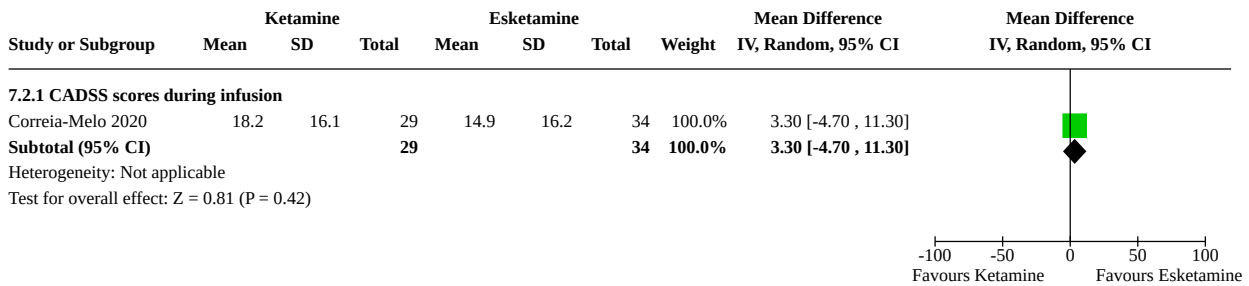 Ketamine Esketamine Mean Difference Mean Difference
Study or Subgroup Mean SD Total Mean SD Total Weight IV, Random, 95% CI IV, Random, 95% CI
7.2.1 CADSS scores during infusion
Correia-Melo 2020 18.2 16.1 29 14.9 16.2 34 100.0% 3.30 [-4.70 , 11.30]
Subtotal (95% CI) 29 34 100.0% 3.30 [-4.70 , 11.30]
Heterogeneity: Not applicable
Test for overall effect: Z = 0.81 (P = 0.42)
-100 -50 0 50 100
Favours Ketamine Favours Esketamine